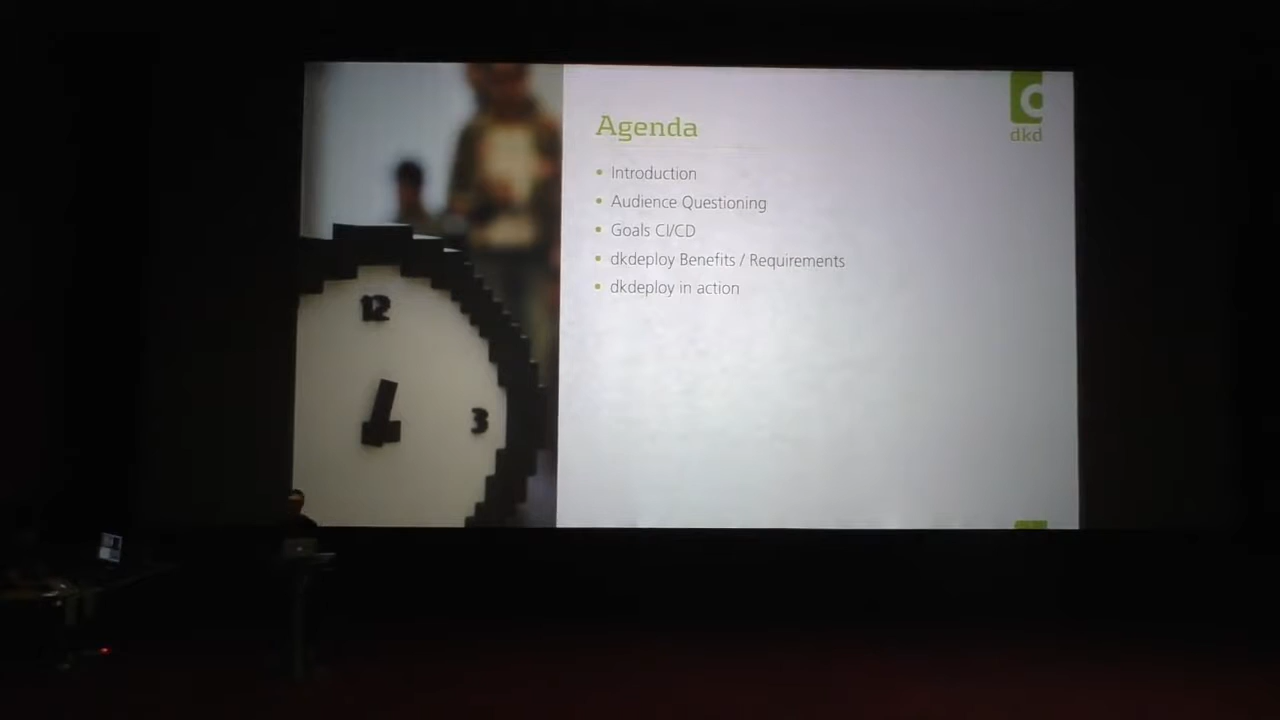 Agenda
dkd
• Introduction
• Audience Questioning
• Goals CI/CD
• dkdeploy Benefits / Requirements
• dkdeploy in action
12
3